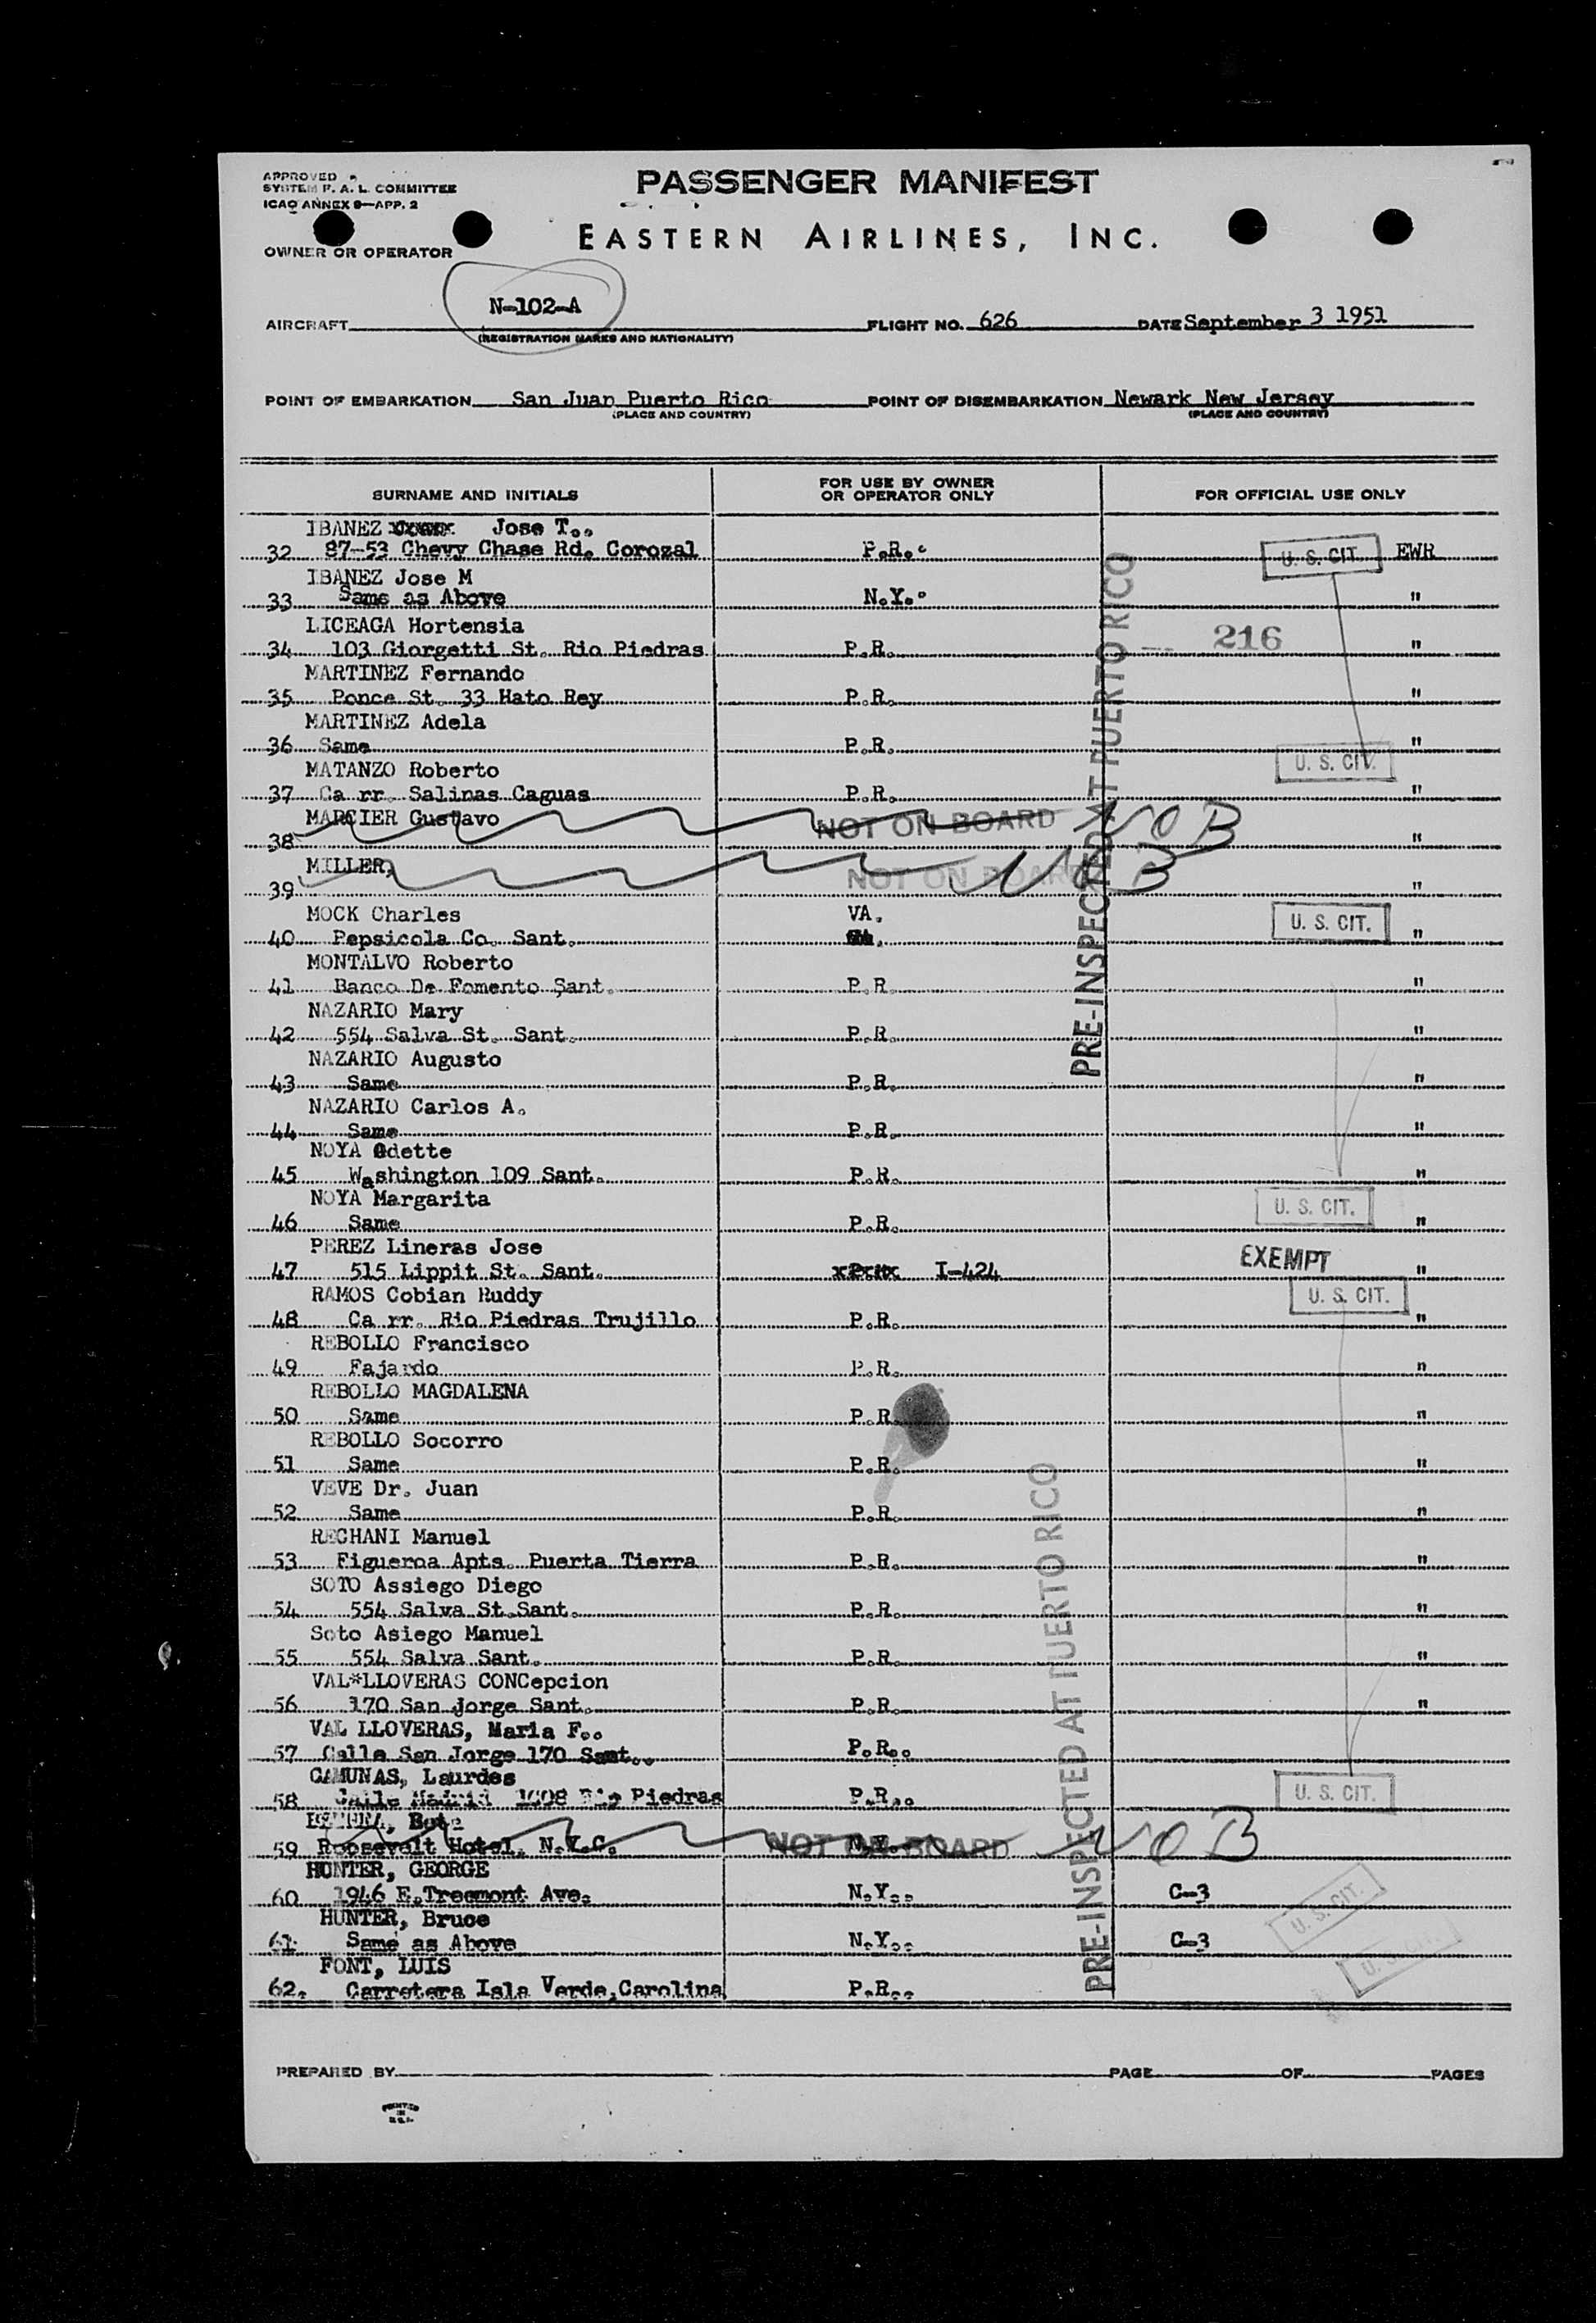 APPROVED
SYSTEM F. A. L. COMMITTEE
ICAO ANNEX 9—APP. 2
PASSENGER MANIFEST
EASTERN AIRLINES, INC.
OWNER OR OPERATOR
AIRCRAFT N-102-A FLIGHT NO. 626 DATE September 3 1951
(REGISTRATION MARKS AND NATIONALITY)
POINT OF EMBARKATION San Juan Puerto Rico POINT OF DISEMBARKATION Newark New Jersey
(PLACE AND COUNTRY) (PLACE AND COUNTRY)
SURNAME AND INITIALS FOR USE BY OWNER OR OPERATOR ONLY FOR OFFICIAL USE ONLY
IBANEZ Jose T..
32 87-53 Chevy Chase Rd. Corozal P.R. U. S. CIT. EWR
IBANEZ Jose M
33 Same as Above N.Y. "
LICEAGA Hortensia
34 103 Giorgetti St. Rio Piedras P.R. 216 "
MARTINEZ Fernando
35 Ponce St. 33 Hato Rey P.R. "
MARTINEZ Adela
36 Same P.R. "
MATANZO Roberto U. S. CIT.
37 Ca rr. Salinas Caguas P.R. "
MARCIER Gustavo NOT ON BOARD NOB
38 "
MILLER, NOT ON BOARD NOB
39 "
MOCK Charles VA. U. S. CIT.
40 Pepsicola Co. Sant. "
MONTALVO Roberto
41 Banco De Fomento Sant. P.R. "
NAZARIO Mary
42 554 Salva St. Sant. P.R. "
NAZARIO Augusto
43 Same P.R. "
NAZARIO Carlos A.
44 Same P.R. "
NOYA Odette
45 Washington 109 Sant. P.R. "
NOYA Margarita U. S. CIT.
46 Same P.R. "
PEREZ Lineras Jose EXEMPT
47 515 Lippit St. Sant. I-424 "
RAMOS Cobian Ruddy U. S. CIT.
48 Ca rr. Rio Piedras Trujillo P.R. "
REBOLLO Francisco
49 Fajardo P.R. "
REBOLLO MAGDALENA
50 Same P.R. "
REBOLLO Socorro
51 Same P.R. "
VEVE Dr. Juan
52 Same P.R. "
RECHANI Manuel
53 Figueroa Apts. Puerta Tierra P.R. "
SOTO Assiego Diego
54 554 Salva St.Sant. P.R. "
Soto Asiego Manuel
55 554 Salva Sant. P.R. "
VAL*LLOVERAS CONCepcion
56 170 San Jorge Sant. P.R. "
VAL LLOVERAS, Maria F..
57 Calle San Jorge 170 Sant.. P.R..
CAMUNAS, Lourdes U. S. CIT.
58 Calle Madrid Rio Piedras P.R..
59 Roosevelt Hotel, N.Y.C. N.Y. NOT ON BOARD NOB
HUNTER, GEORGE
60 1946 E.Treemont Ave. N.Y.. C-3 U. S. CIT.
HUNTER, Bruce
61 Same as Above N.Y.. C-3 U. S. CIT.
FONT, LUIS
62. Carretera Isla Verde,Carolina P.R..
PRE-INSPECTED AT PUERTO RICO
PRE-INSPECTED AT PUERTO RICO
PREPARED BY PAGE OF PAGES
PRINTED
IN
U.S.A.